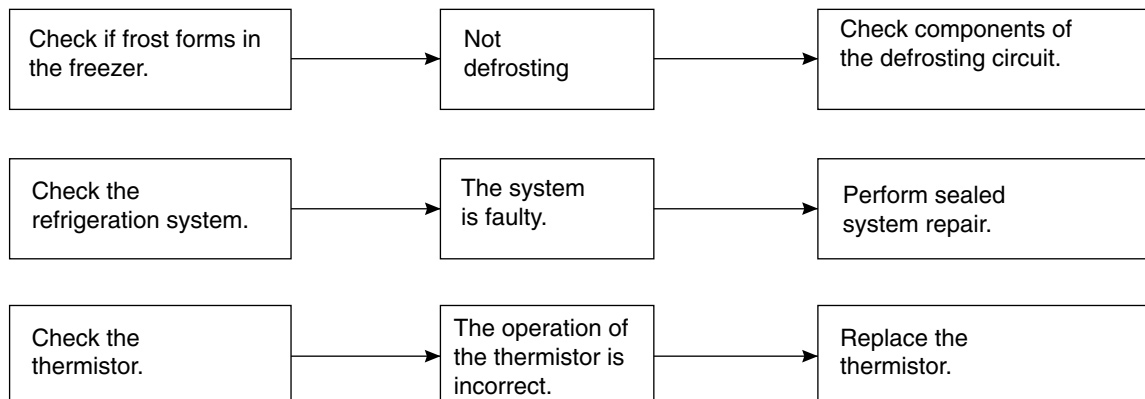 Check if frost forms in
the freezer.
Not
defrosting
Check components of
the defrosting circuit.
Check the
refrigeration system.
The system
is faulty.
Perform sealed
system repair.
Check the
thermistor.
The operation of
the thermistor is
incorrect.
Replace the
thermistor.